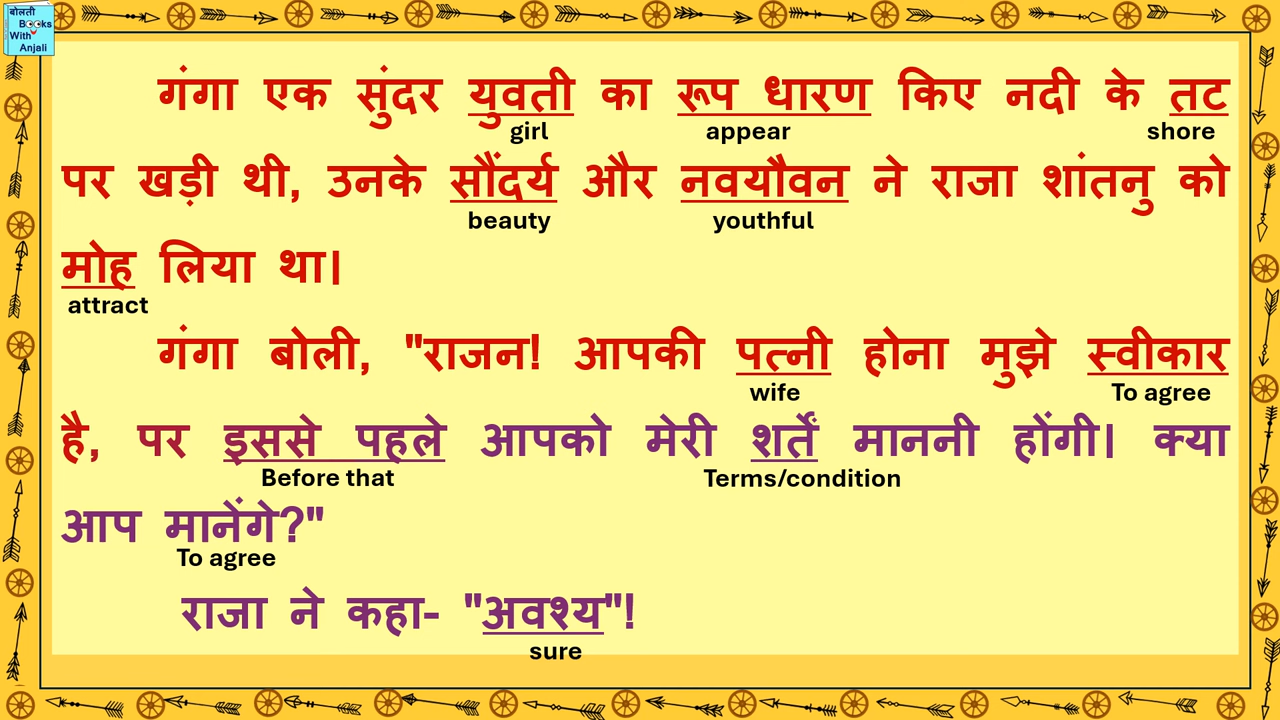 बोलती
Books
With
Anjali
गंगा एक सुंदर युवती का रूप धारण किए नदी के तट
girl appear shore
पर खड़ी थी, उनके सौंदर्य और नवयौवन ने राजा शांतनु को
beauty youthful
मोह लिया था।
attract
गंगा बोली, "राजन! आपकी पत्नी होना मुझे स्वीकार
wife To agree
है, पर इससे पहले आपको मेरी शर्तें माननी होंगी। क्या
Before that Terms/condition
आप मानेंगे?"
To agree
राजा ने कहा- "अवश्य"!
sure